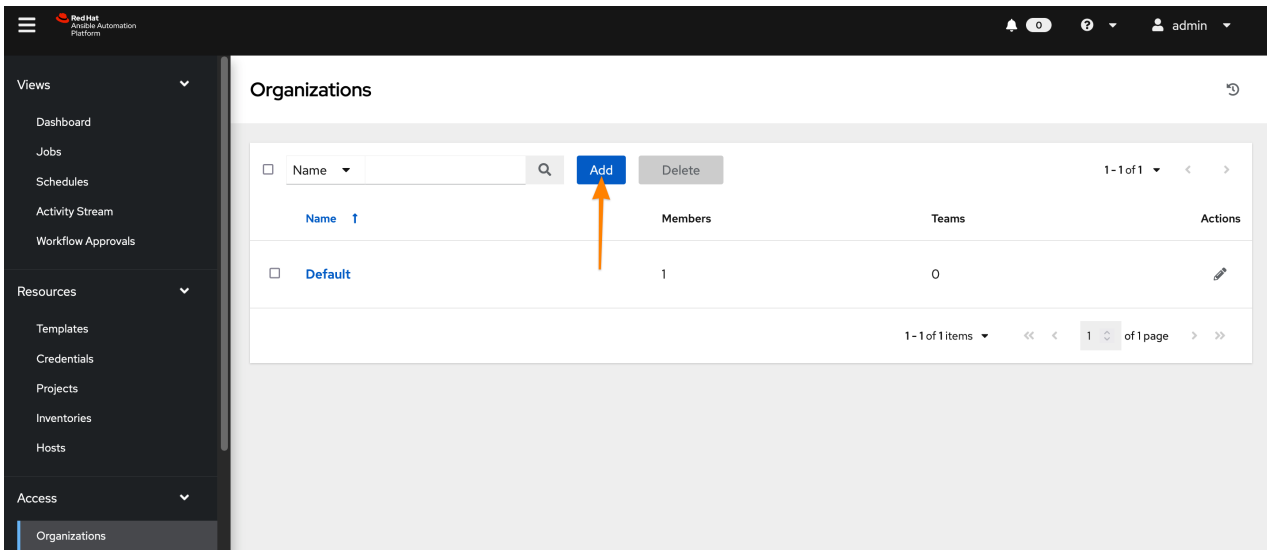 Red Hat
Ansible Automation
Platform
0
admin
Views
Dashboard
Jobs
Schedules
Activity Stream
Workflow Approvals
Resources
Templates
Credentials
Projects
Inventories
Hosts
Access
Organizations
Organizations
Name
Add
Delete
1 - 1 of 1
Name
Members
Teams
Actions
Default
1
0
1 - 1 of 1 items
1
of 1 page